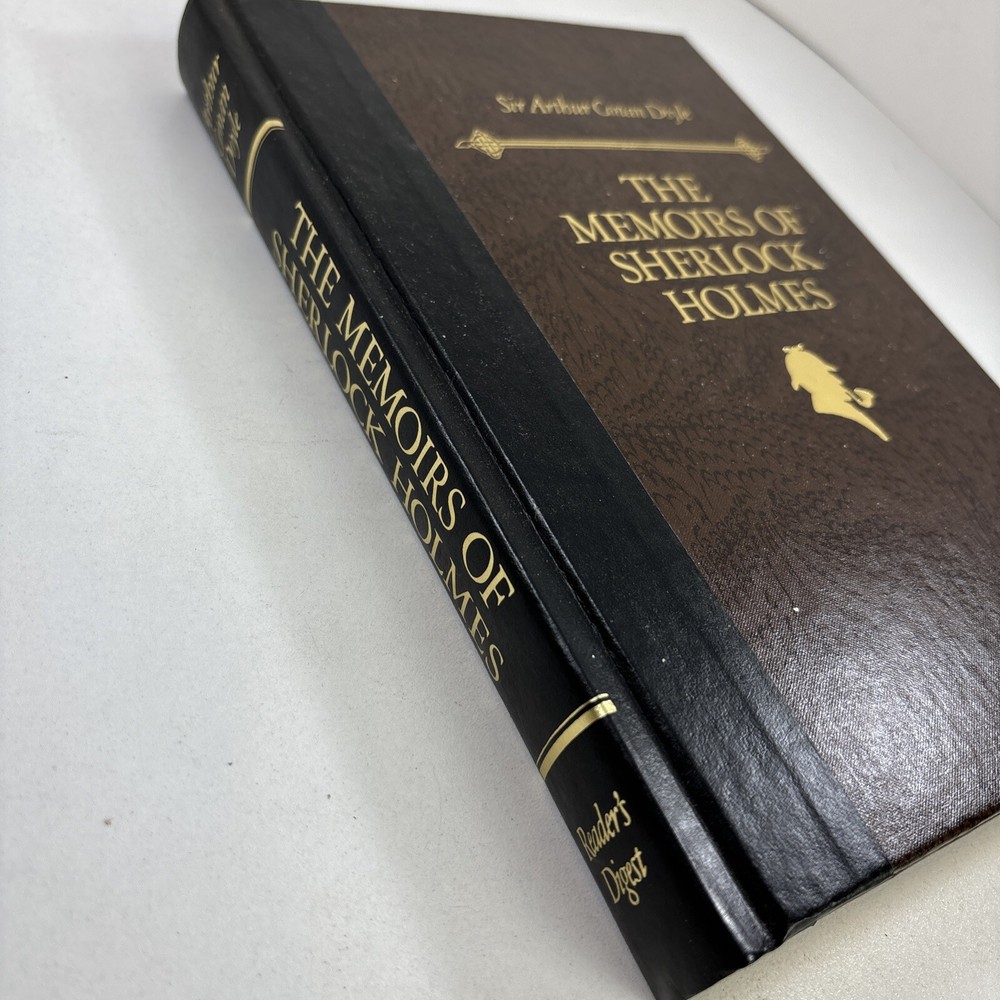 Sir Arthur Conan Doyle
THE
MEMOIRS OF
SHERLOCK
HOLMES
THE MEMOIRS OF
SHERLOCK HOLMES
Reader's
Digest